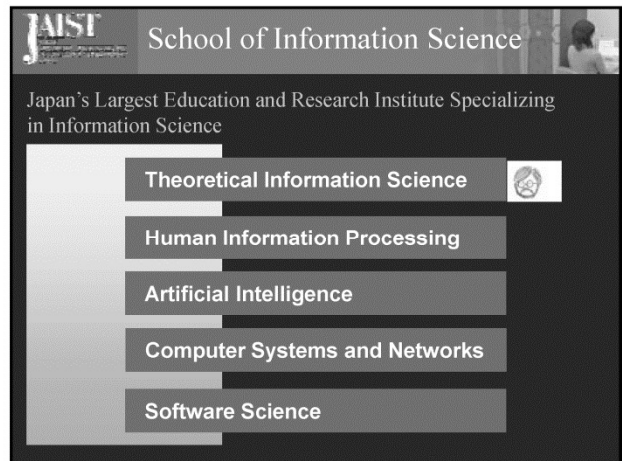 JAIST
School of Information Science
Japan's Largest Education and Research Institute Specializing
in Information Science
Theoretical Information Science
Human Information Processing
Artificial Intelligence
Computer Systems and Networks
Software Science